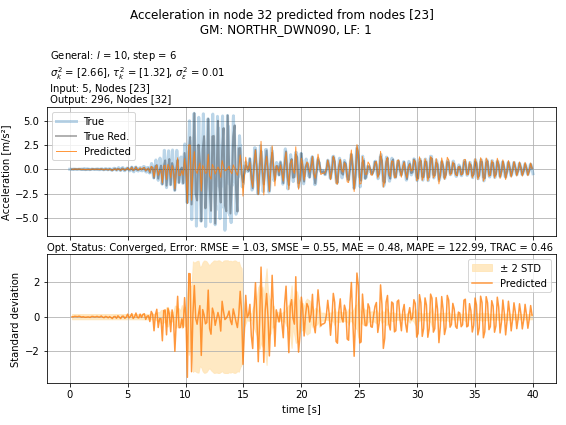 Acceleration in node 32 predicted from nodes [23]
GM: NORTHR_DWN090, LF: 1
General: l = 10, step = 6
σ²ₖ = [2.66], τ²ₖ = [1.32], σ²ε = 0.01
Input: 5, Nodes [23]
Output: 296, Nodes [32]
True
True Red.
Predicted
5.0
2.5
0.0
−2.5
−5.0
Acceleration [m/s²]
Opt. Status: Converged, Error: RMSE = 1.03, SMSE = 0.55, MAE = 0.48, MAPE = 122.99, TRAC = 0.46
± 2 STD
Predicted
2
0
−2
Standard deviation
0 5 10 15 20 25 30 35 40
time [s]